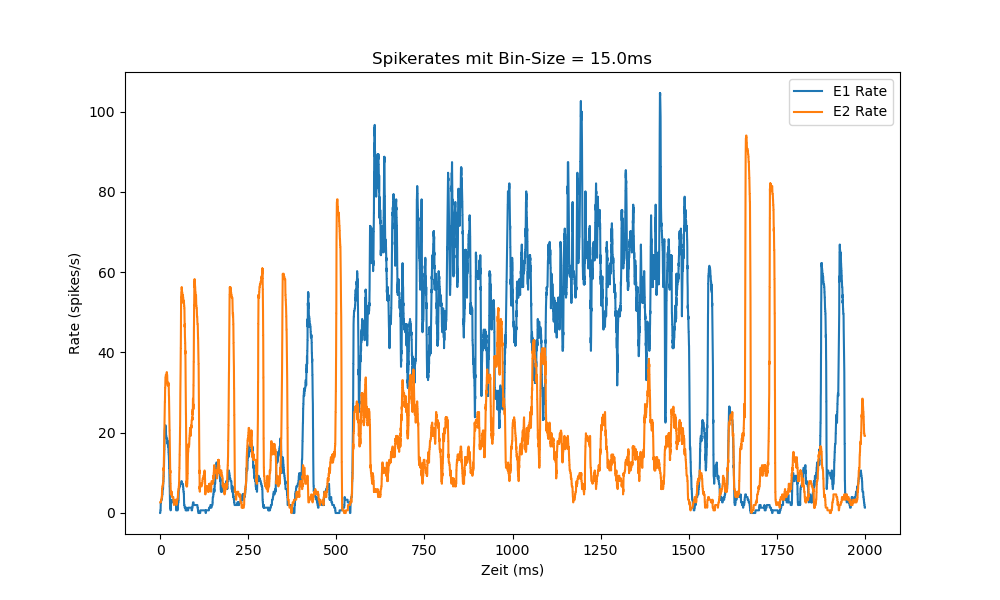 Spikerates mit Bin-Size = 15.0ms
E1 Rate
E2 Rate
Rate (spikes/s)
100
80
60
40
20
0
0 250 500 750 1000 1250 1500 1750 2000
Zeit (ms)